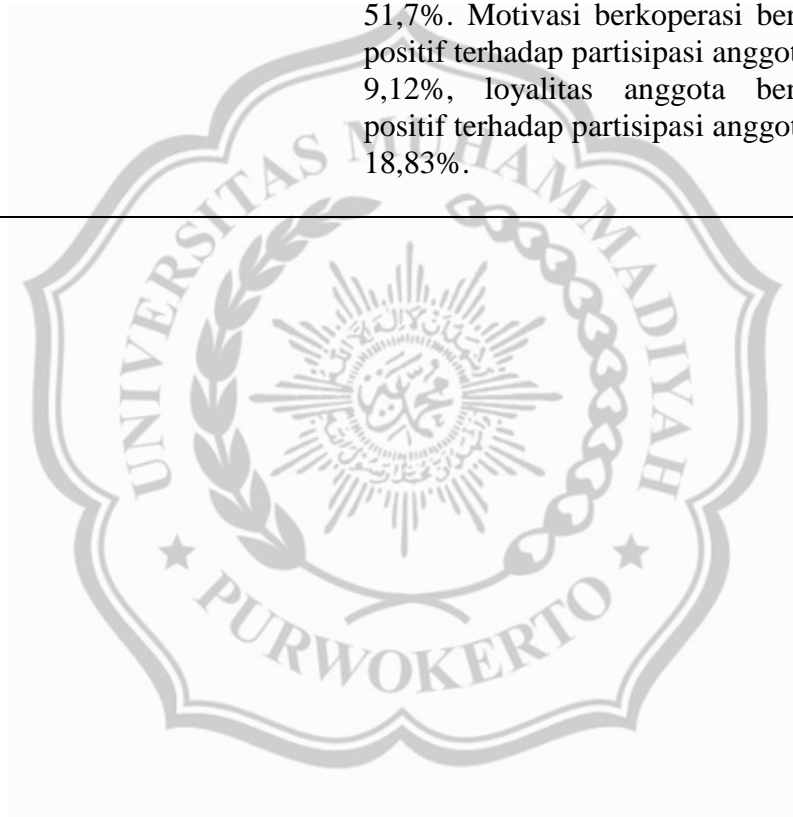 51,7%. Motivasi berkoperasi ber
positif terhadap partisipasi anggot
9,12%, loyalitas anggota ber
positif terhadap partisipasi anggot
18,83%.
UNIVERSITAS MUHAMMADIYAH
PURWOKERTO